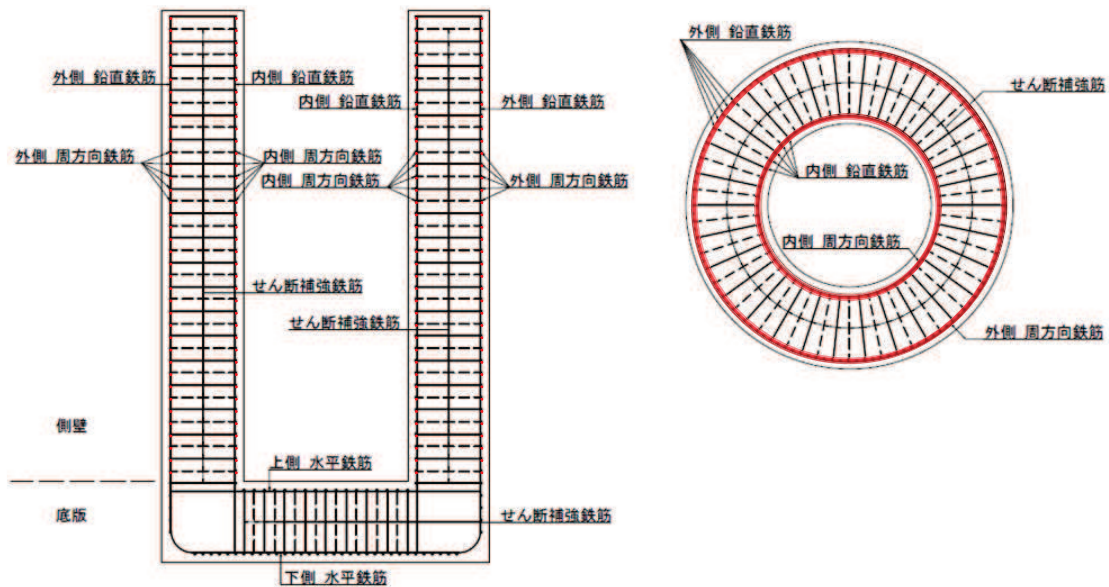 外側 鉛直鉄筋
内側 鉛直鉄筋
内側 鉛直鉄筋
外側 鉛直鉄筋
外側 周方向鉄筋
内側 周方向鉄筋
内側 周方向鉄筋
外側 周方向鉄筋
せん断補強鉄筋
せん断補強鉄筋
側壁
上側 水平鉄筋
底版
せん断補強鉄筋
下側 水平鉄筋
外側 鉛直鉄筋
せん断補強筋
内側 鉛直鉄筋
内側 周方向鉄筋
外側 周方向鉄筋